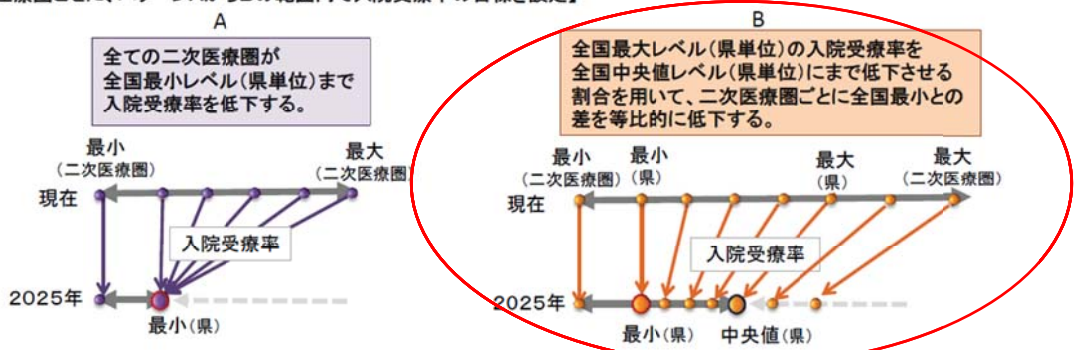 A
B
全ての二次医療圏が
全国最小レベル(県単位)まで
入院受療率を低下する。
全国最大レベル(県単位)の入院受療率を
全国中央値レベル(県単位)にまで低下させる
割合を用いて、二次医療圏ごとに全国最小との
差を等比的に低下する。
最小
(二次医療圏)
最大
(二次医療圏)
現在
入院受療率
2025年
最小(県)
最小
(二次医療圏)
最小
(県)
最大
(県)
最大
(二次医療圏)
現在
入院受療率
2025年
最小(県)
中央値(県)